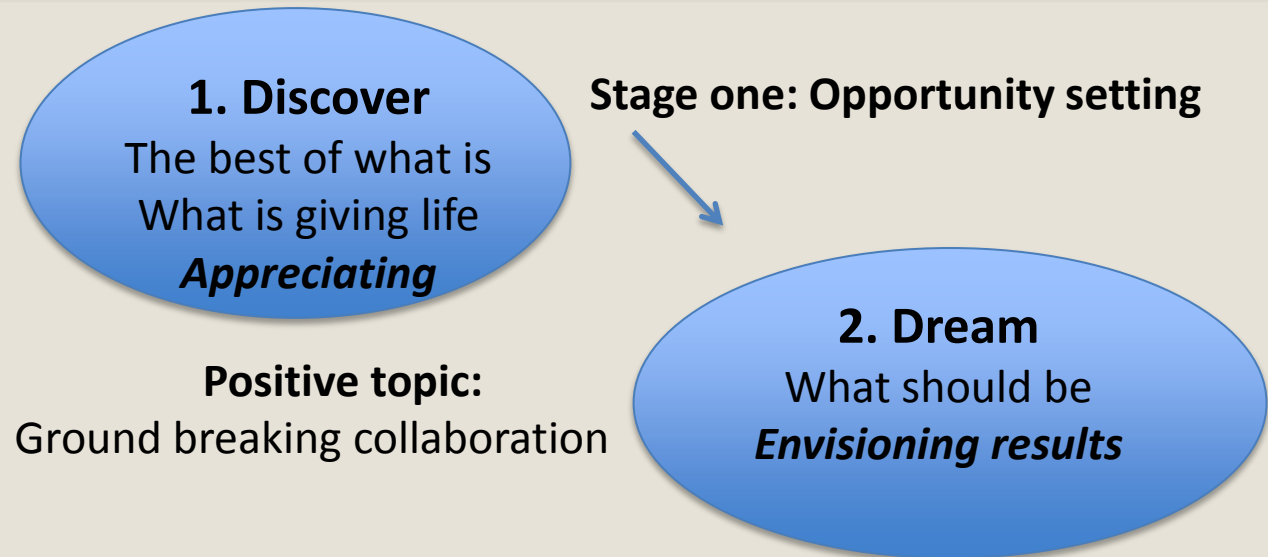 1. Discover
The best of what is
What is giving life
Appreciating
Stage one: Opportunity setting
2. Dream
What should be
Envisioning results
Positive topic:
Ground breaking collaboration